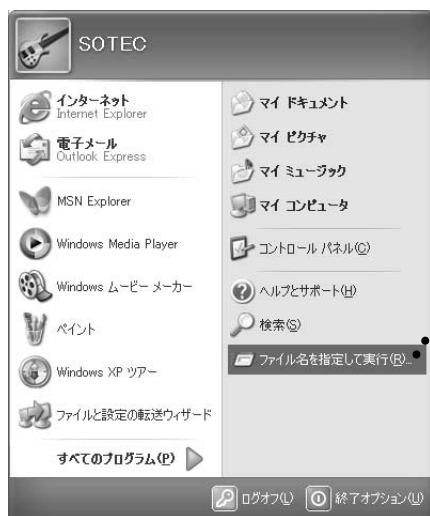 SOTEC
インターネット
Internet Explorer
電子メール
Outlook Express
MSN Explorer
Windows Media Player
Windows ムービー メーカー
ペイント
Windows XP ツアー
ファイルと設定の転送ウィザード
すべてのプログラム(P)
マイ ドキュメント
マイ ピクチャ
マイ ミュージック
マイ コンピュータ
コントロール パネル(C)
ヘルプとサポート(H)
検索(S)
ファイル名を指定して実行(R)...
ログオフ(L)
終了オプション(U)